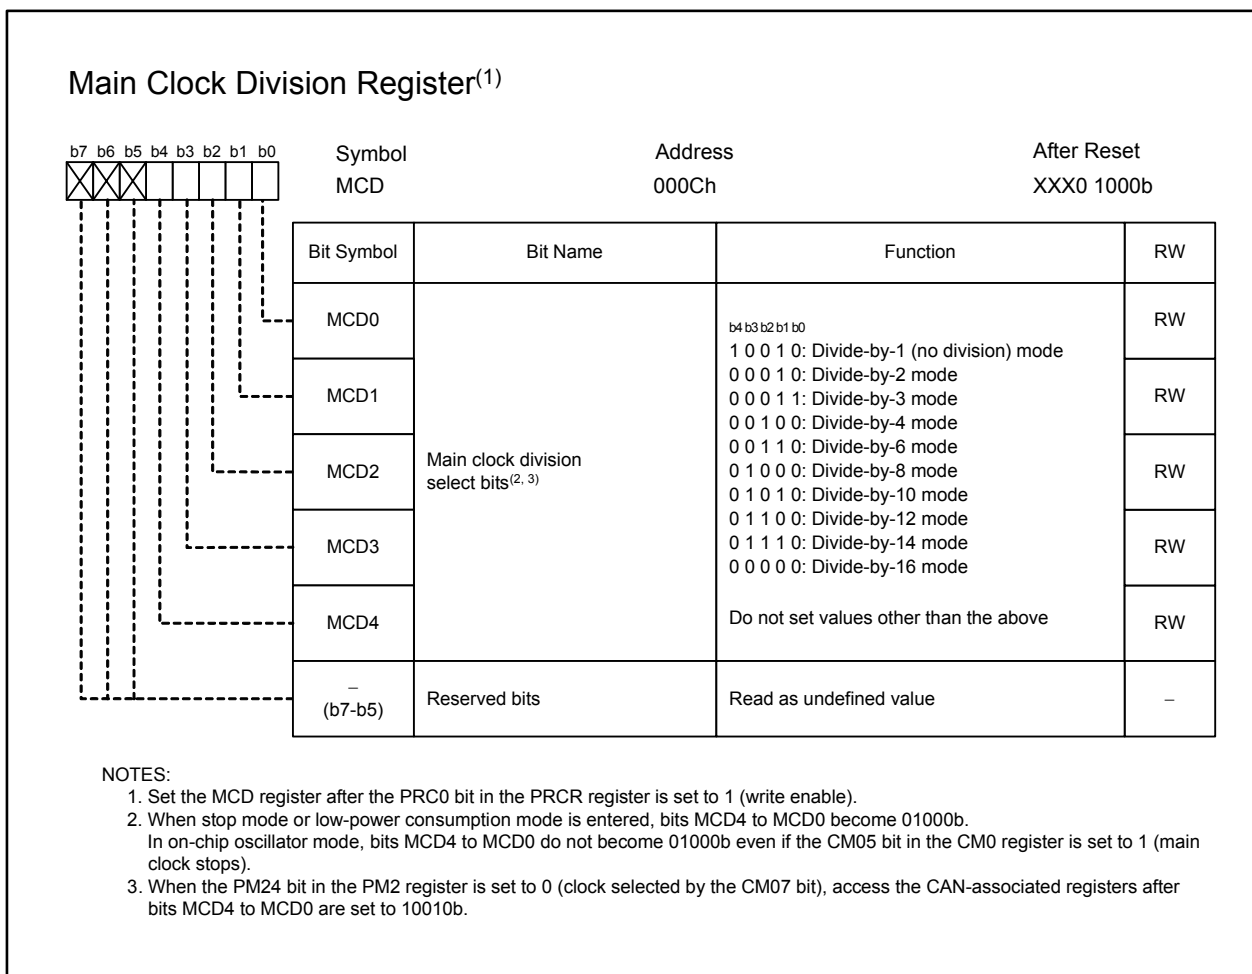 Main Clock Division Register(1)
b7 b6 b5 b4 b3 b2 b1 b0
Symbol Address After Reset
MCD 000Ch XXX0 1000b
Bit Symbol Bit Name Function RW
MCD0 RW
MCD1 RW
MCD2 RW
MCD3 RW
MCD4 RW
Main clock division
select bits(2, 3)
b4 b3 b2 b1 b0
1 0 0 1 0: Divide-by-1 (no division) mode
0 0 0 1 0: Divide-by-2 mode
0 0 0 1 1: Divide-by-3 mode
0 0 1 0 0: Divide-by-4 mode
0 0 1 1 0: Divide-by-6 mode
0 1 0 0 0: Divide-by-8 mode
0 1 0 1 0: Divide-by-10 mode
0 1 1 0 0: Divide-by-12 mode
0 1 1 1 0: Divide-by-14 mode
0 0 0 0 0: Divide-by-16 mode
Do not set values other than the above
–
(b7-b5) Reserved bits Read as undefined value –
NOTES:
1. Set the MCD register after the PRC0 bit in the PRCR register is set to 1 (write enable).
2. When stop mode or low-power consumption mode is entered, bits MCD4 to MCD0 become 01000b.
In on-chip oscillator mode, bits MCD4 to MCD0 do not become 01000b even if the CM05 bit in the CM0 register is set to 1 (main
clock stops).
3. When the PM24 bit in the PM2 register is set to 0 (clock selected by the CM07 bit), access the CAN-associated registers after
bits MCD4 to MCD0 are set to 10010b.